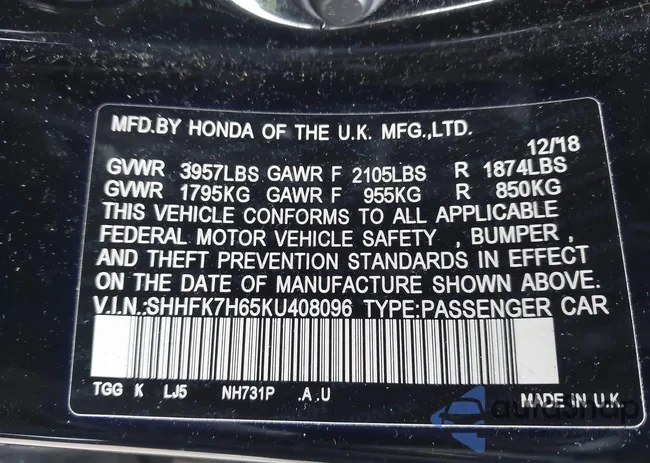 MFD.BY HONDA OF THE U.K. MFG.,LTD.
12/18
GVWR 3957LBS GAWR F 2105LBS R 1874LBS
GVWR 1795KG GAWR F 955KG R 850KG
THIS VEHICLE CONFORMS TO ALL APPLICABLE
FEDERAL MOTOR VEHICLE SAFETY , BUMPER ,
AND THEFT PREVENTION STANDARDS IN EFFECT
ON THE DATE OF MANUFACTURE SHOWN ABOVE.
V.I.N.:SHHFK7H65KU408096 TYPE:PASSENGER CAR
TGG K LJ5 NH731P .A .U MADE IN U.K.